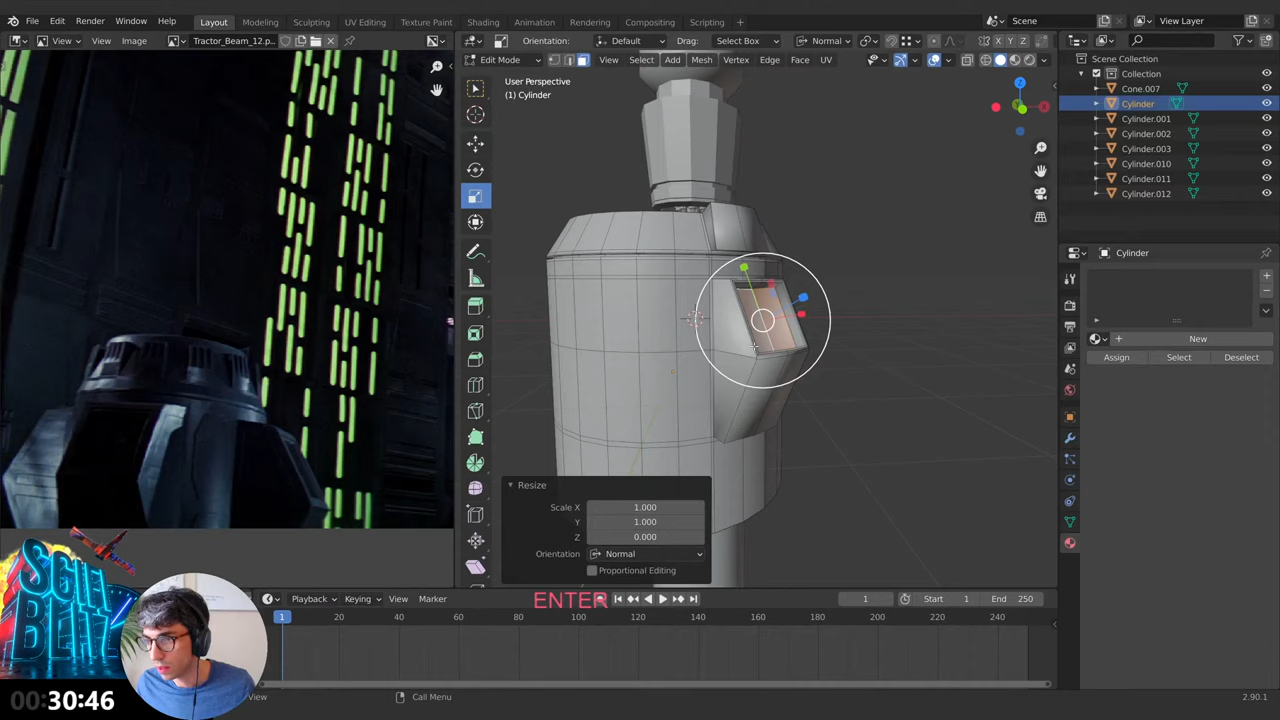 File Edit Render Window Help Layout Modeling Sculpting UV Editing Texture Paint Shading Animation Rendering Compositing Scripting + Scene View Layer
View View Image Tractor_Beam_12.p... Orientation: Default Drag: Select Box Normal X Y Z
Edit Mode View Select Add Mesh Vertex Edge Face UV
Scene Collection
Collection
Cone.007
Cylinder
Cylinder.001
Cylinder.002
Cylinder.003
Cylinder.010
Cylinder.011
Cylinder.012
User Perspective
(1) Cylinder
Z
X
Cylinder
New
Assign Select Deselect
Resize
Scale X 1.000
Y 1.000
Z 0.000
Orientation Normal
Proportional Editing
ENTER
Playback Keying View Marker 1 Start 1 End 250
1 20 40 60 80 100 120 140 160 180 200 220 240
SCIFI
BLITZ
00:30:46
View Call Menu 2.90.1